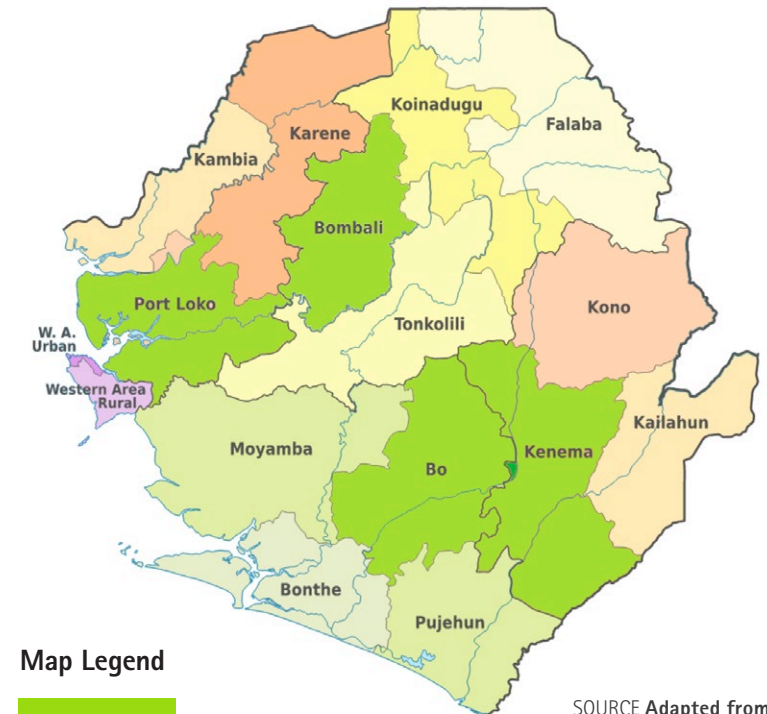 Koinadugu
Falaba
Karene
Kambia
Bombali
Port Loko
Kono
Tonkolili
W. A.
Urban
Western Area
Rural
Kailahun
Moyamba
Bo
Kenema
Bonthe
Pujehun
Map Legend
SOURCE Adapted from